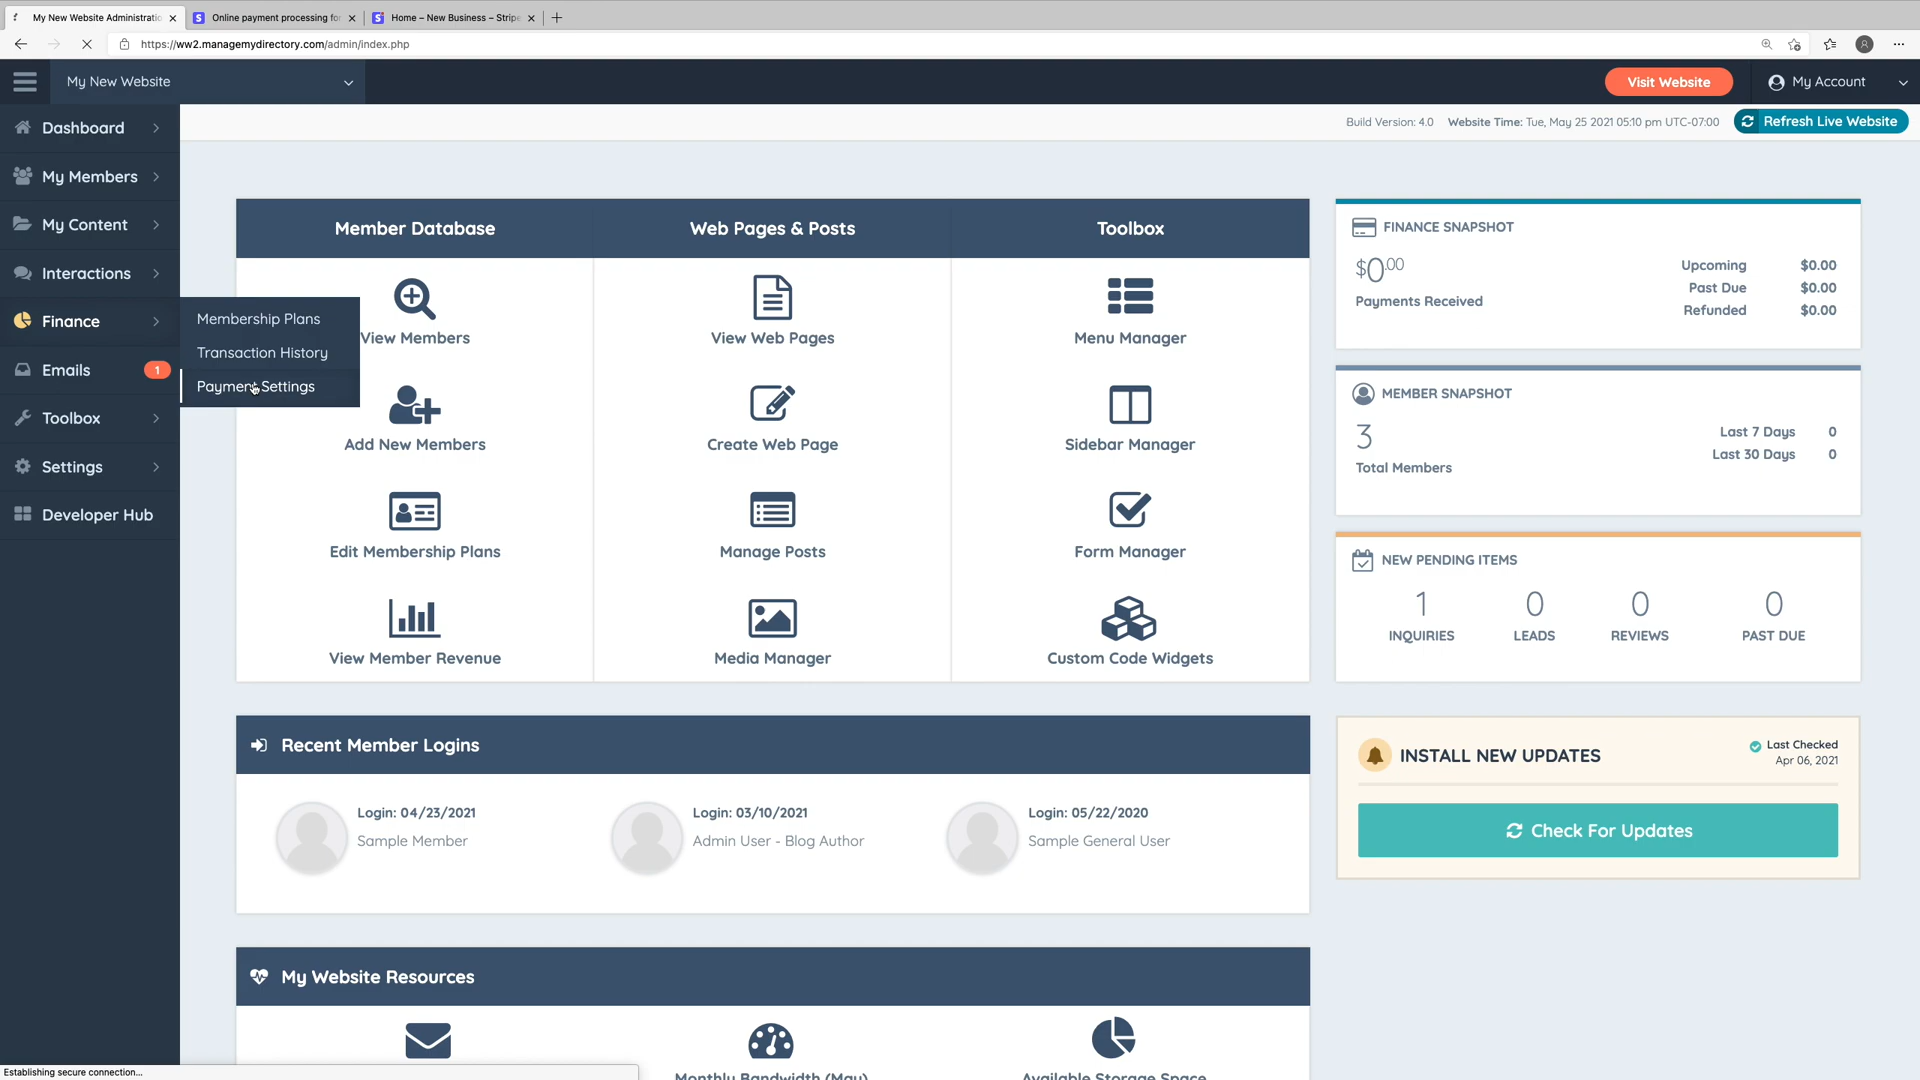 My New Website Administratio
Online payment processing for
Home – New Business – Stripe
https://ww2.managemydirectory.com/admin/index.php
My New Website
Visit Website
My Account
Build Version: 4.0
Website Time: Tue, May 25 2021 05:10 pm UTC-07:00
Refresh Live Website
Dashboard
My Members
My Content
Interactions
Finance
Emails
1
Toolbox
Settings
Developer Hub
Membership Plans
Transaction History
Payment Settings
Member Database
Web Pages & Posts
Toolbox
View Members
View Web Pages
Menu Manager
Add New Members
Create Web Page
Sidebar Manager
Edit Membership Plans
Manage Posts
Form Manager
View Member Revenue
Media Manager
Custom Code Widgets
FINANCE SNAPSHOT
$0.00
Payments Received
Upcoming $0.00
Past Due $0.00
Refunded $0.00
MEMBER SNAPSHOT
3
Total Members
Last 7 Days 0
Last 30 Days 0
NEW PENDING ITEMS
1 0 0 0
INQUIRIES LEADS REVIEWS PAST DUE
Recent Member Logins
Login: 04/23/2021
Sample Member
Login: 03/10/2021
Admin User - Blog Author
Login: 05/22/2020
Sample General User
INSTALL NEW UPDATES
Last Checked
Apr 06, 2021
Check For Updates
My Website Resources
Monthly Bandwidth (May)
Available Storage Space
Establishing secure connection...